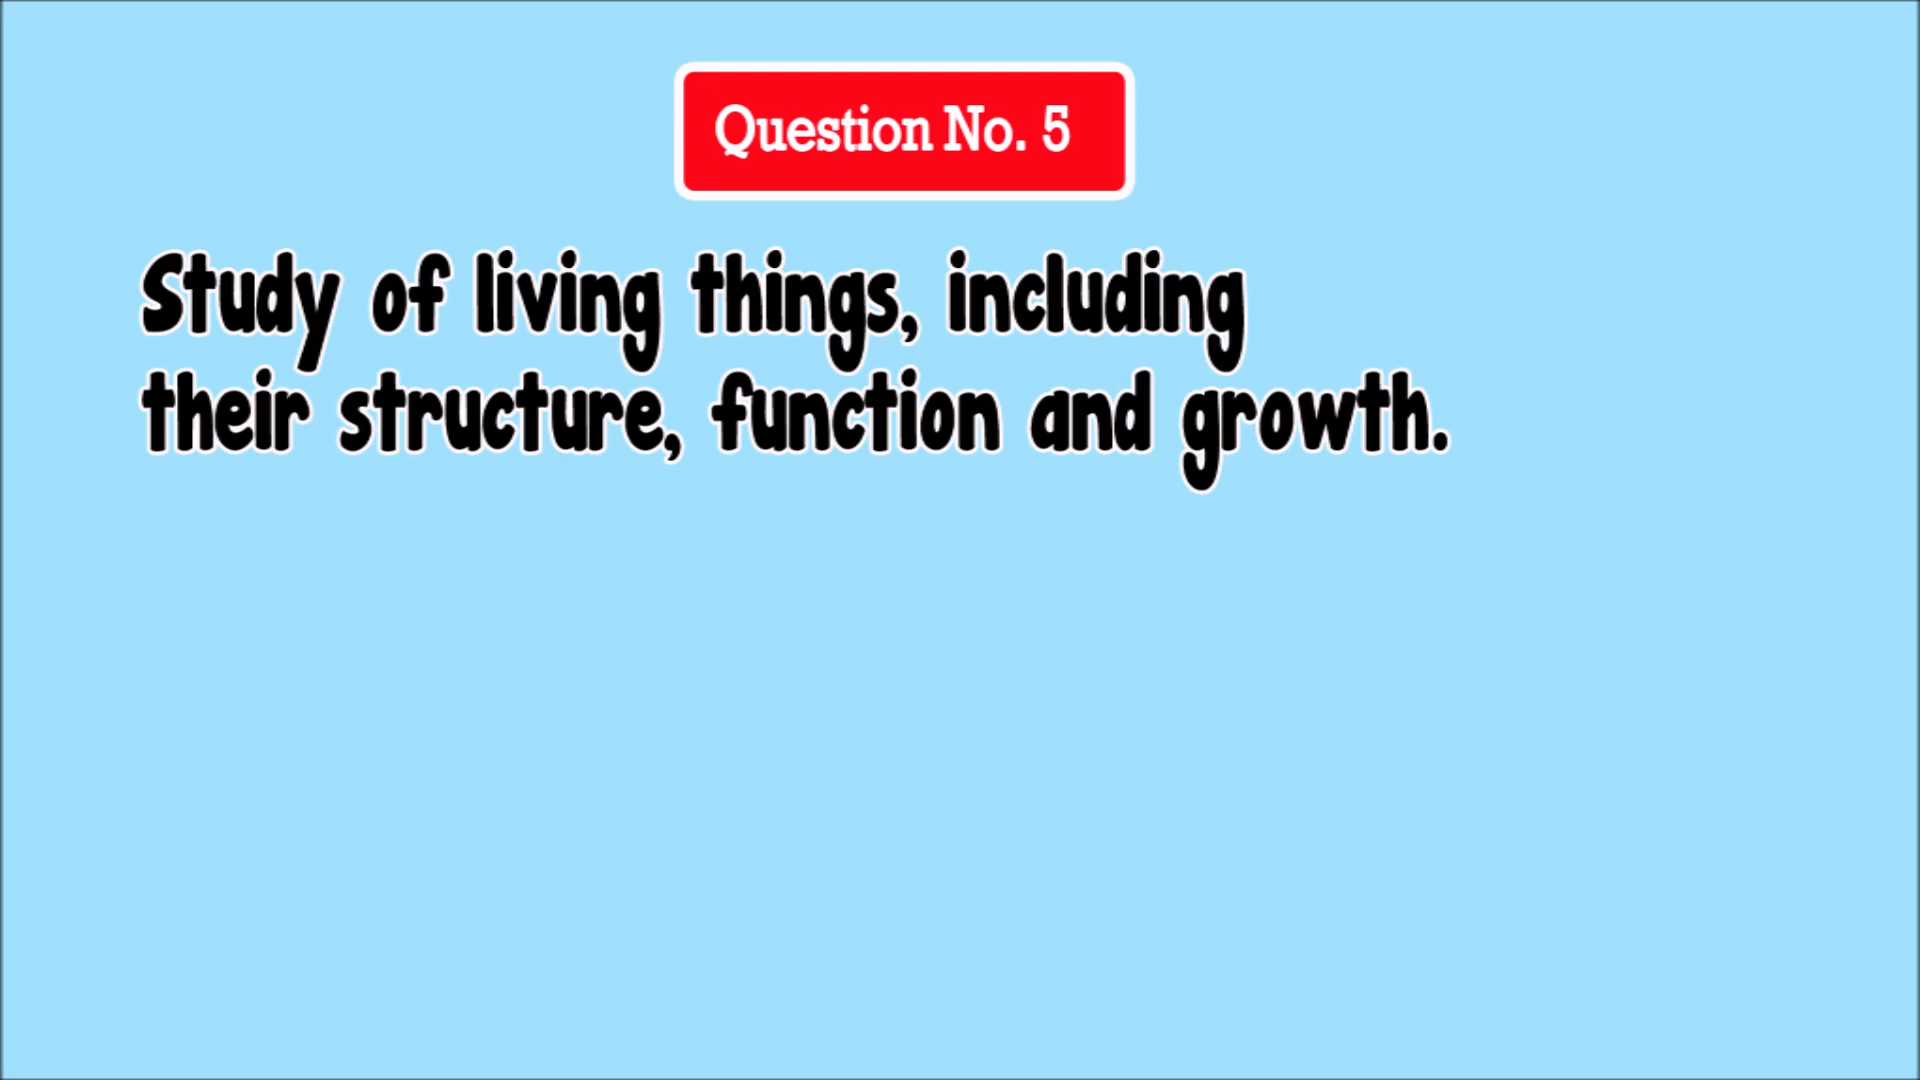 Question No. 5
Study of living things, including
their structure, function and growth.